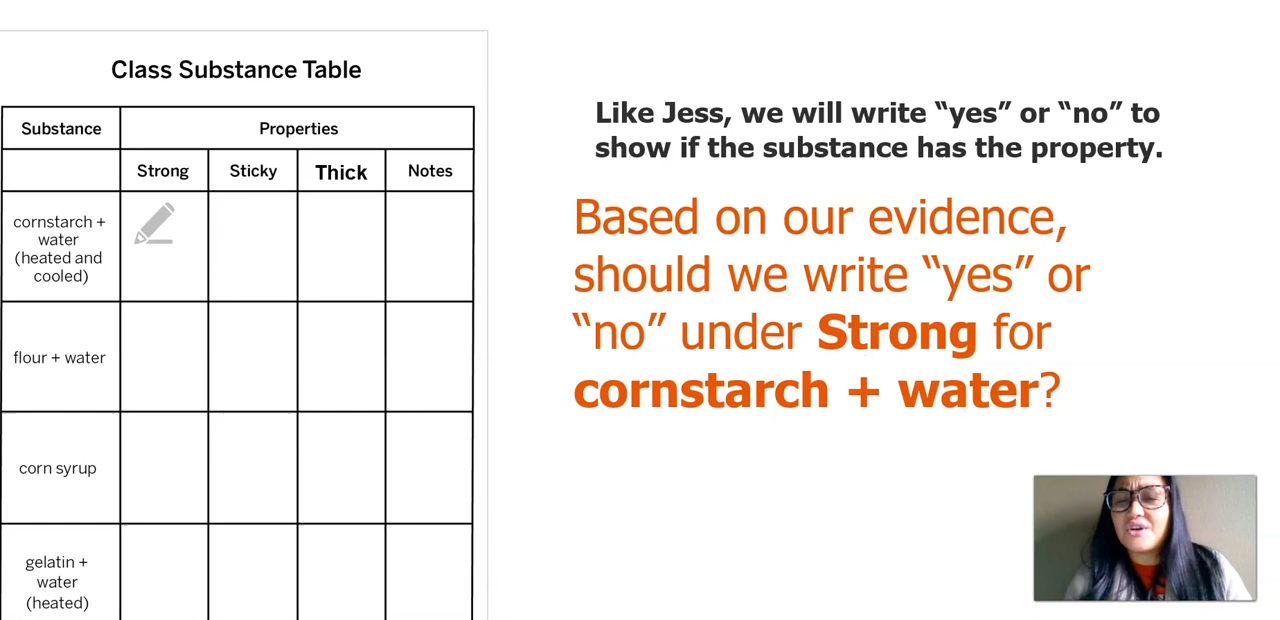 Class Substance Table
Substance Properties
Strong Sticky Thick Notes
cornstarch +
water
(heated and
cooled)
flour + water
corn syrup
gelatin +
water
(heated)
Like Jess, we will write “yes” or “no” to
show if the substance has the property.
Based on our evidence,
should we write “yes” or
“no” under Strong for
cornstarch + water?